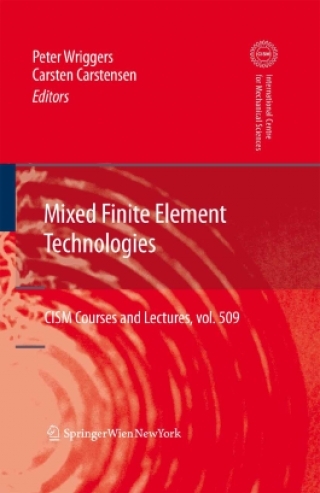 Peter Wriggers
Carsten Carstensen
Editors
CISM
International Centre
for Mechanical Sciences
Mixed Finite Element
Technologies
CISM Courses and Lectures, vol. 509
SpringerWienNewYork